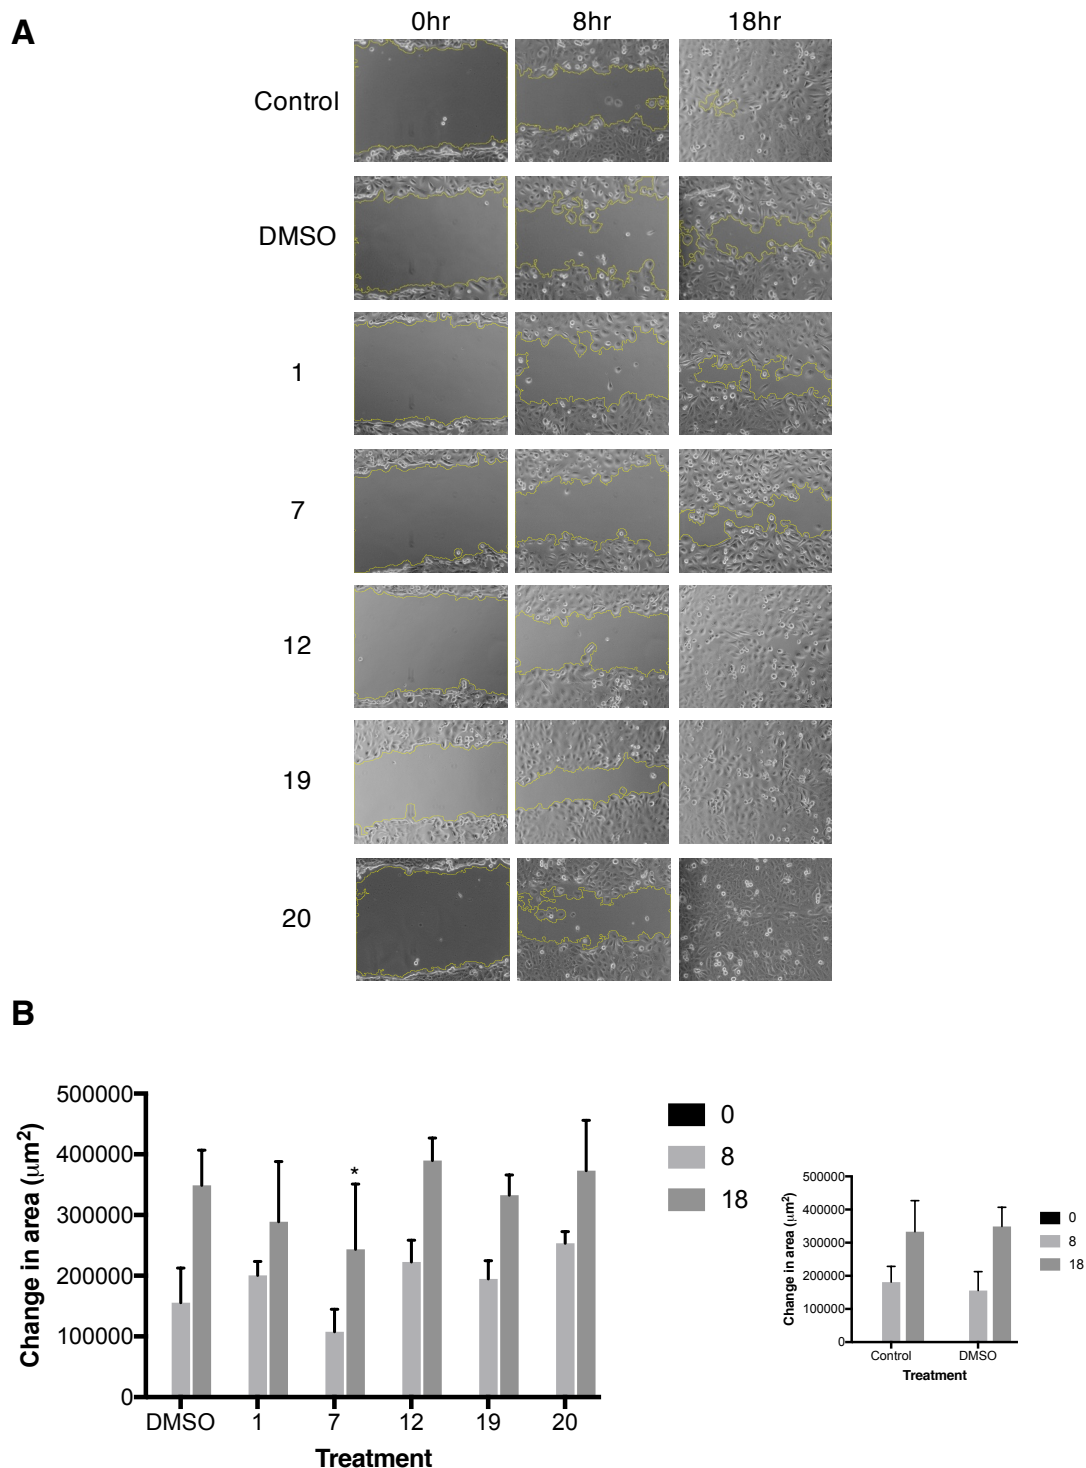 A
0hr 8hr 18hr
Control
DMSO
1
7
12
19
20
B
500000
400000
300000
200000
100000
0
Change in area (μm²)
*
DMSO 1 7 12 19 20
Treatment
0
8
18
500000
400000
300000
200000
100000
0
Change in area (μm²)
Control DMSO
Treatment
0
8
18